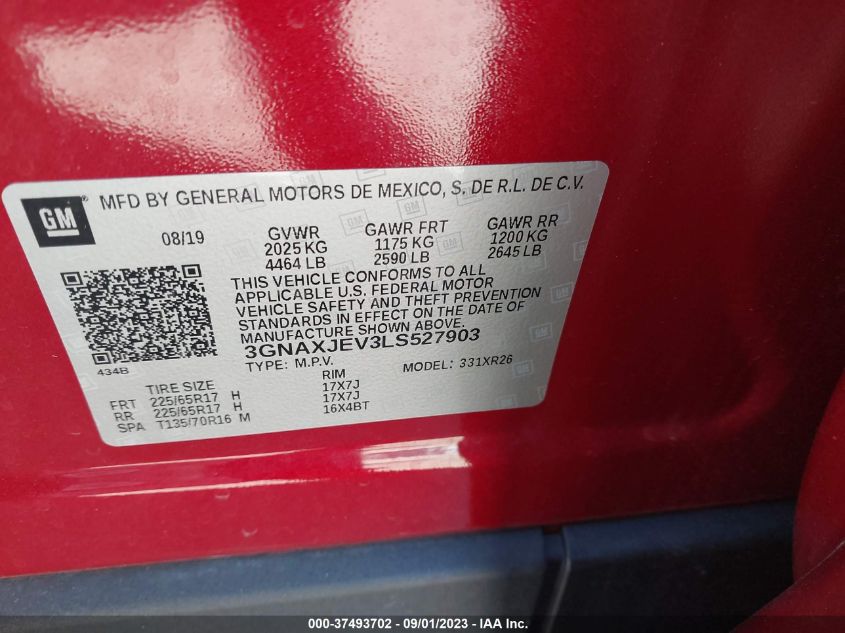 GM
MFD BY GENERAL MOTORS DE MEXICO, S. DE R.L. DE C.V.
08/19 GVWR GAWR FRT GAWR RR
2025 KG 1175 KG 1200 KG
4464 LB 2590 LB 2645 LB
THIS VEHICLE CONFORMS TO ALL
APPLICABLE U.S. FEDERAL MOTOR
VEHICLE SAFETY AND THEFT PREVENTION
STANDARDS IN EFFECT ON THE DATE OF
MANUFACTURE SHOWN ABOVE.
3GNAXJEV3LS527903
434B TYPE: M.P.V. MODEL: 331XR26
TIRE SIZE RIM
FRT 225/65R17 H 17X7J
RR 225/65R17 H 17X7J
SPA T135/70R16 M 16X4BT
000-37493702 - 09/01/2023 - IAA Inc.